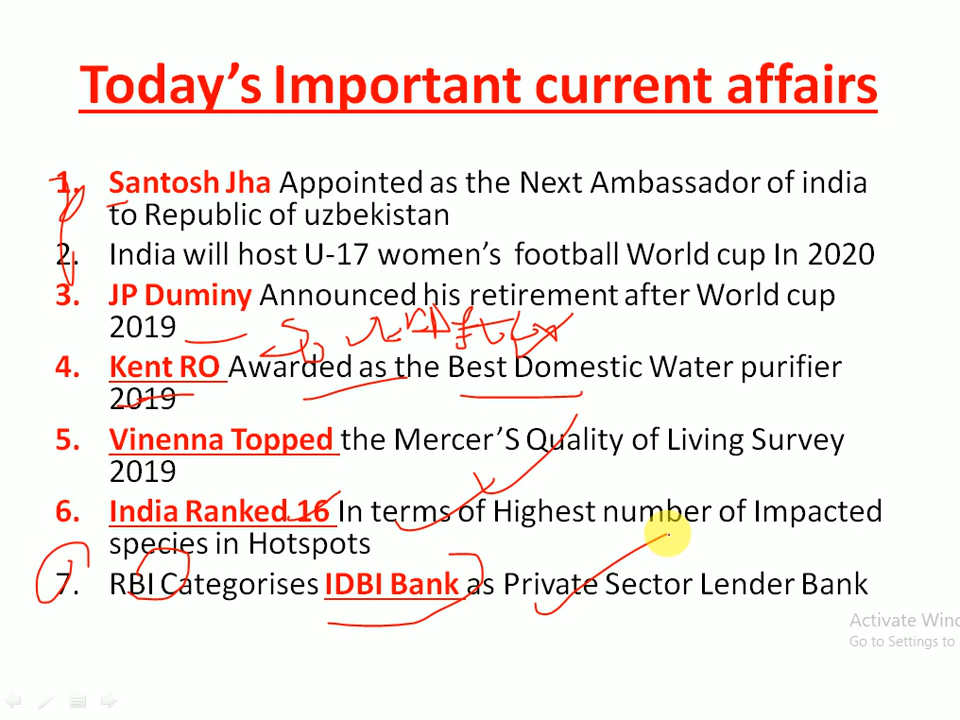 Today's Important current affairs
1. Santosh Jha Appointed as the Next Ambassador of india
to Republic of uzbekistan
2. India will host U-17 women's football World cup In 2020
3. JP Duminy Announced his retirement after World cup
2019
4. Kent RO Awarded as the Best Domestic Water purifier
2019
5. Vinenna Topped the Mercer'S Quality of Living Survey
2019
6. India Ranked 16 In terms of Highest number of Impacted
species in Hotspots
7. RBI Categorises IDBI Bank as Private Sector Lender Bank
Activate Wind
Go to Settings to